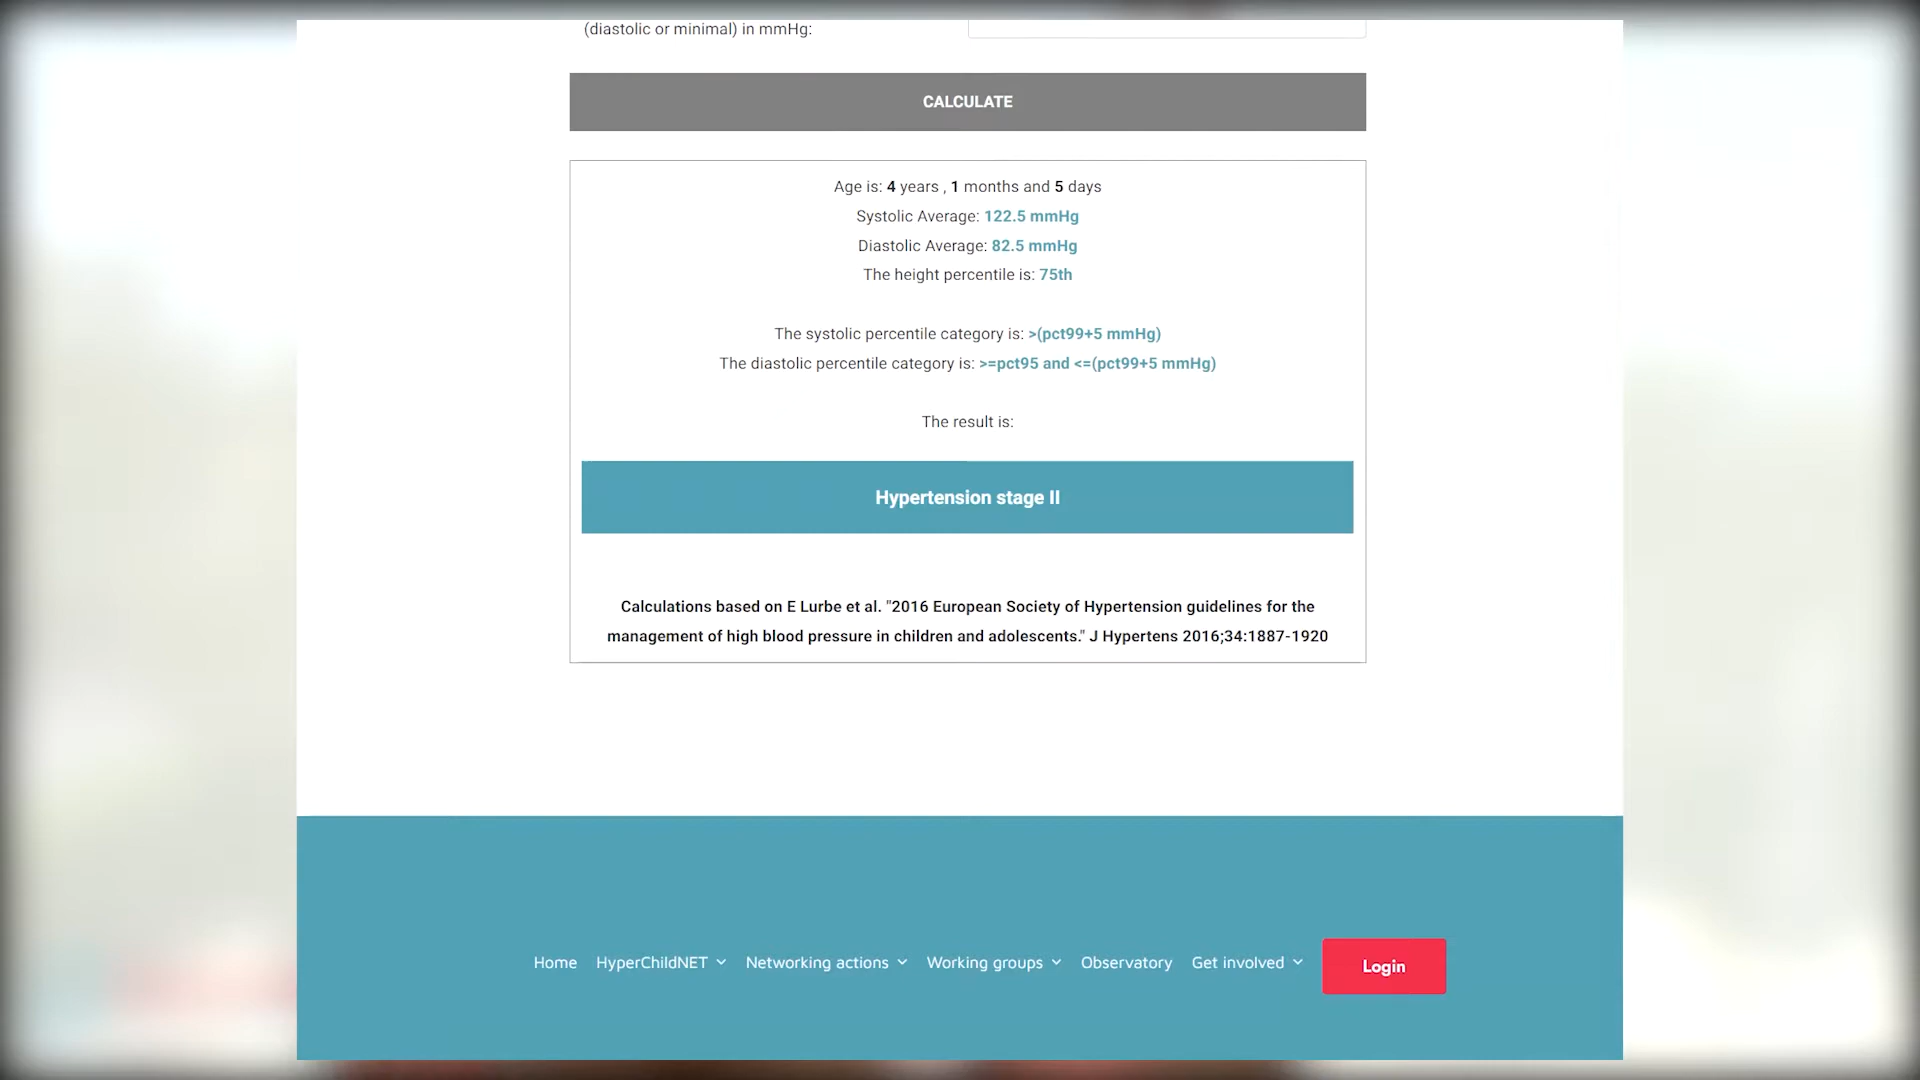 (diastolic or minimal) in mmHg:
CALCULATE
Age is: 4 years , 1 months and 5 days
Systolic Average: 122.5 mmHg
Diastolic Average: 82.5 mmHg
The height percentile is: 75th
The systolic percentile category is: >(pct99+5 mmHg)
The diastolic percentile category is: >=pct95 and <=(pct99+5 mmHg)
The result is:
Hypertension stage II
Calculations based on E Lurbe et al. "2016 European Society of Hypertension guidelines for the
management of high blood pressure in children and adolescents." J Hypertens 2016;34:1887-1920
Home HyperChildNET Networking actions Working groups Observatory Get involved Login